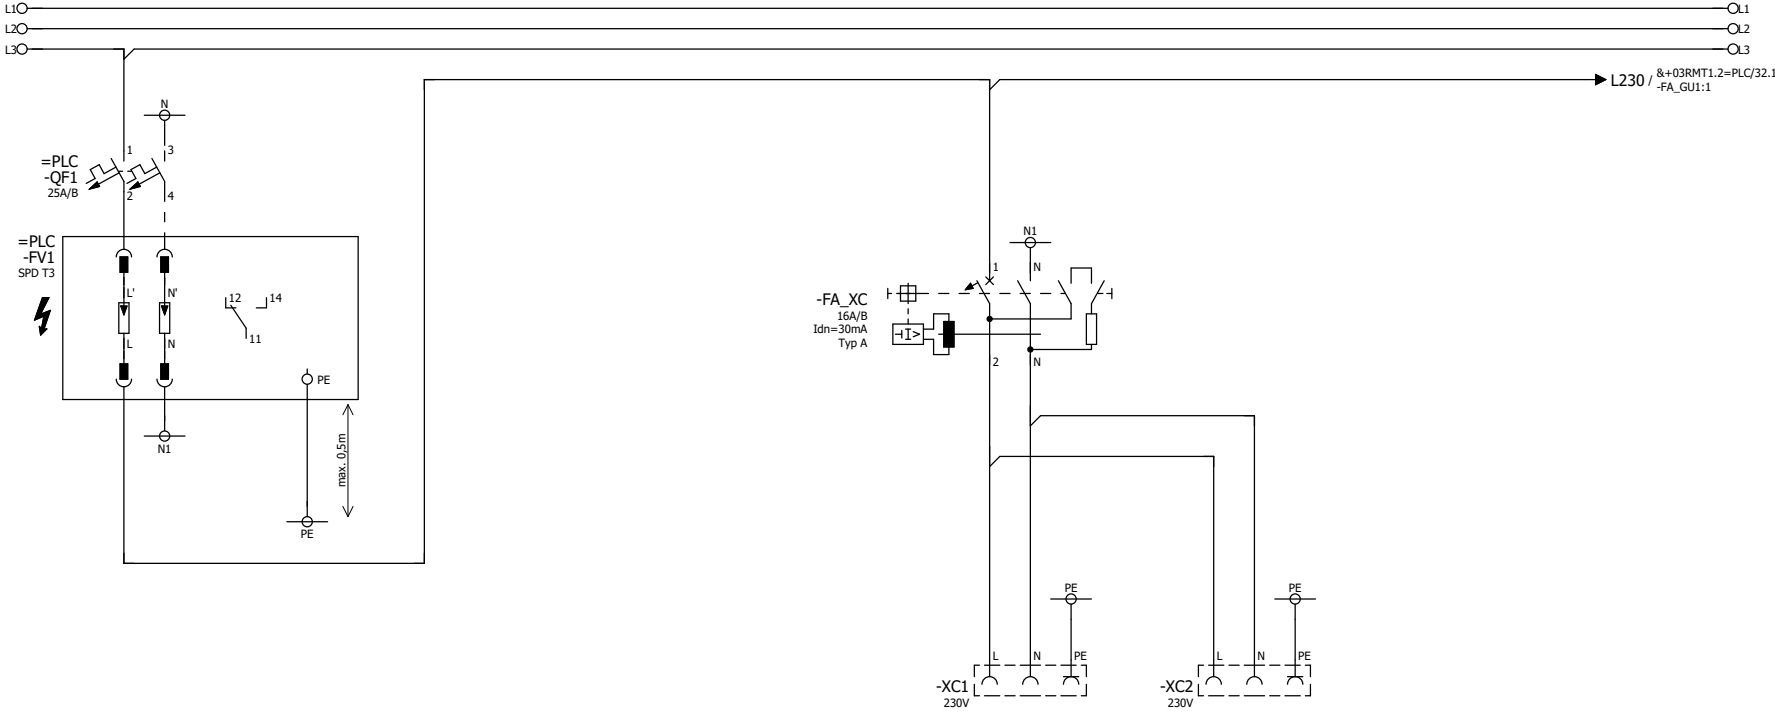 L1
L1
L2
L2
L3
L3
L230 / &+03RMT1.2=PLC/32.1
-FA_GU1:1
N
1
3
=PLC
-QF1
25A/B
2
4
=PLC
-FV1
SPD T3
L'
N'
12
14
11
L
N
PE
N1
max. 0,5m
PE
N1
1
N
-FA_XC
16A/B
Idn=30mA
Typ A
I>
2
N
PE
PE
L
N
PE
L
N
PE
-XC1
230V
-XC2
230V